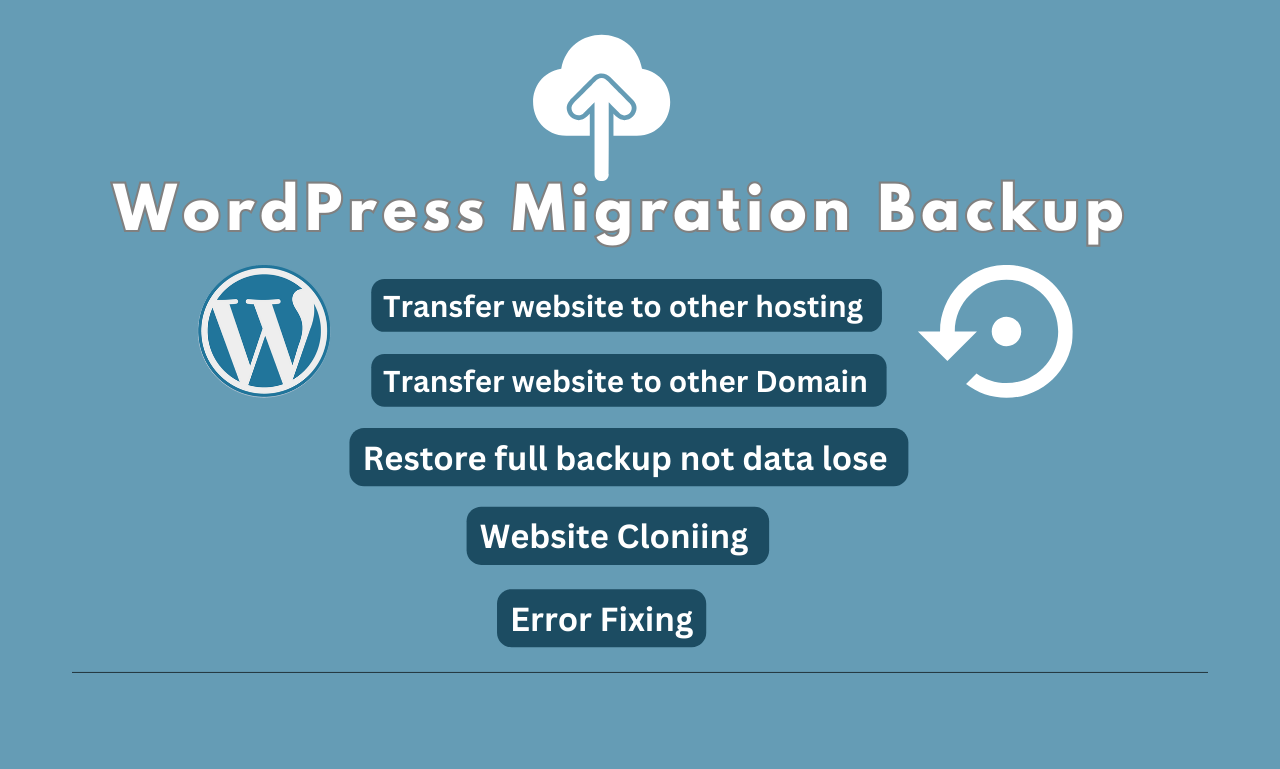 WordPress Migration Backup
Transfer website to other hosting
Transfer website to other Domain
Restore full backup not data lose
Website Cloniing
Error Fixing